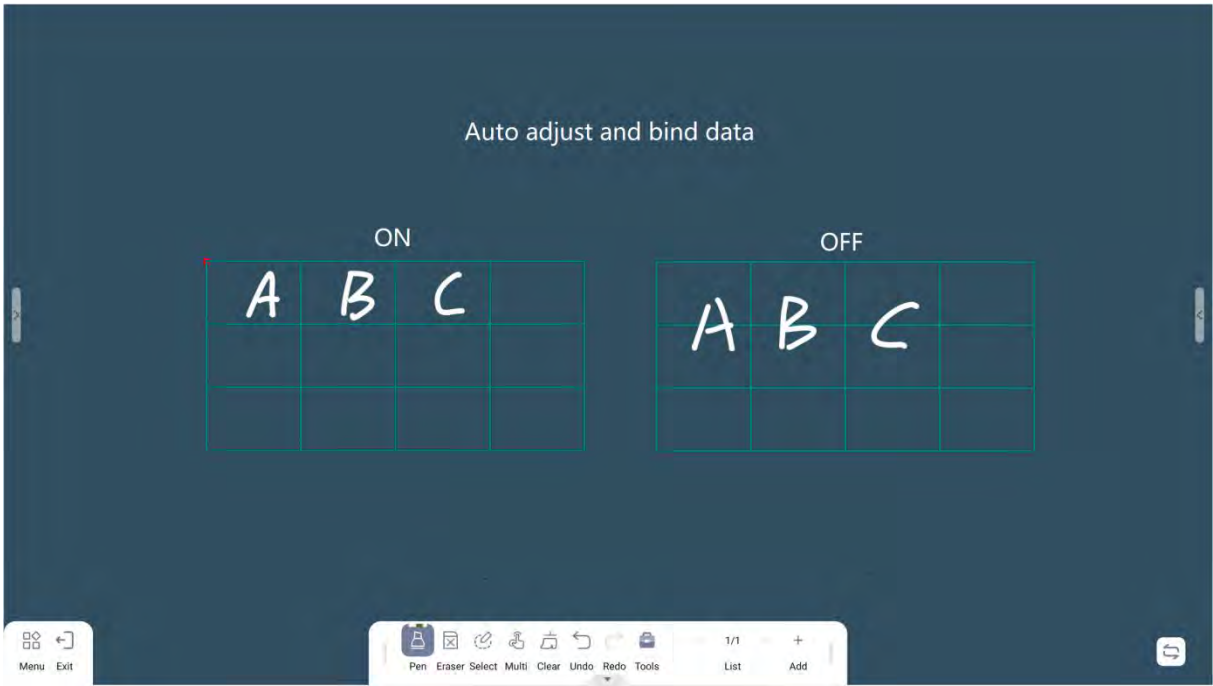 Auto adjust and bind data
ON
OFF
A B C
A B C
Menu Exit
Pen Eraser Select Multi Clear Undo Redo Tools
1/1
List
+
Add